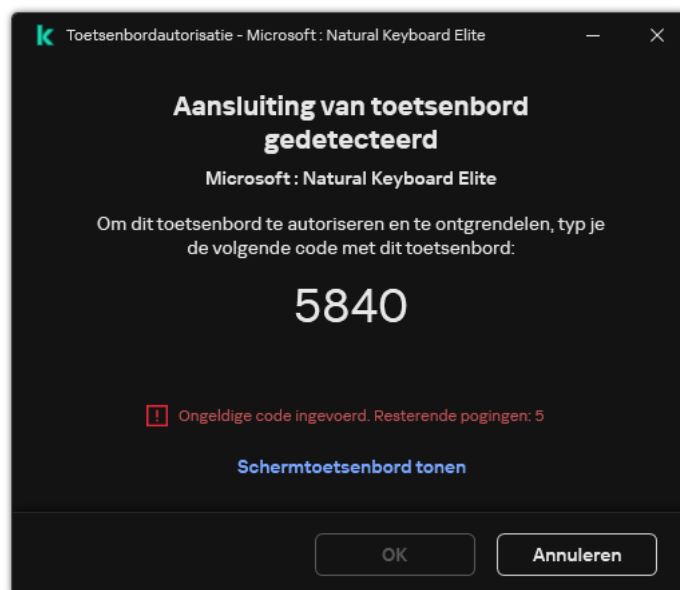 Toetsenbordautorisatie - Microsoft : Natural Keyboard Elite
Aansluiting van toetsenbord
gedetecteerd
Microsoft : Natural Keyboard Elite
Om dit toetsenbord te autoriseren en te ontgrendelen, typ je
de volgende code met dit toetsenbord:
5840
Ongeldige code ingevoerd. Resterende pogingen: 5
Schermtoetsenbord tonen
OK
Annuleren